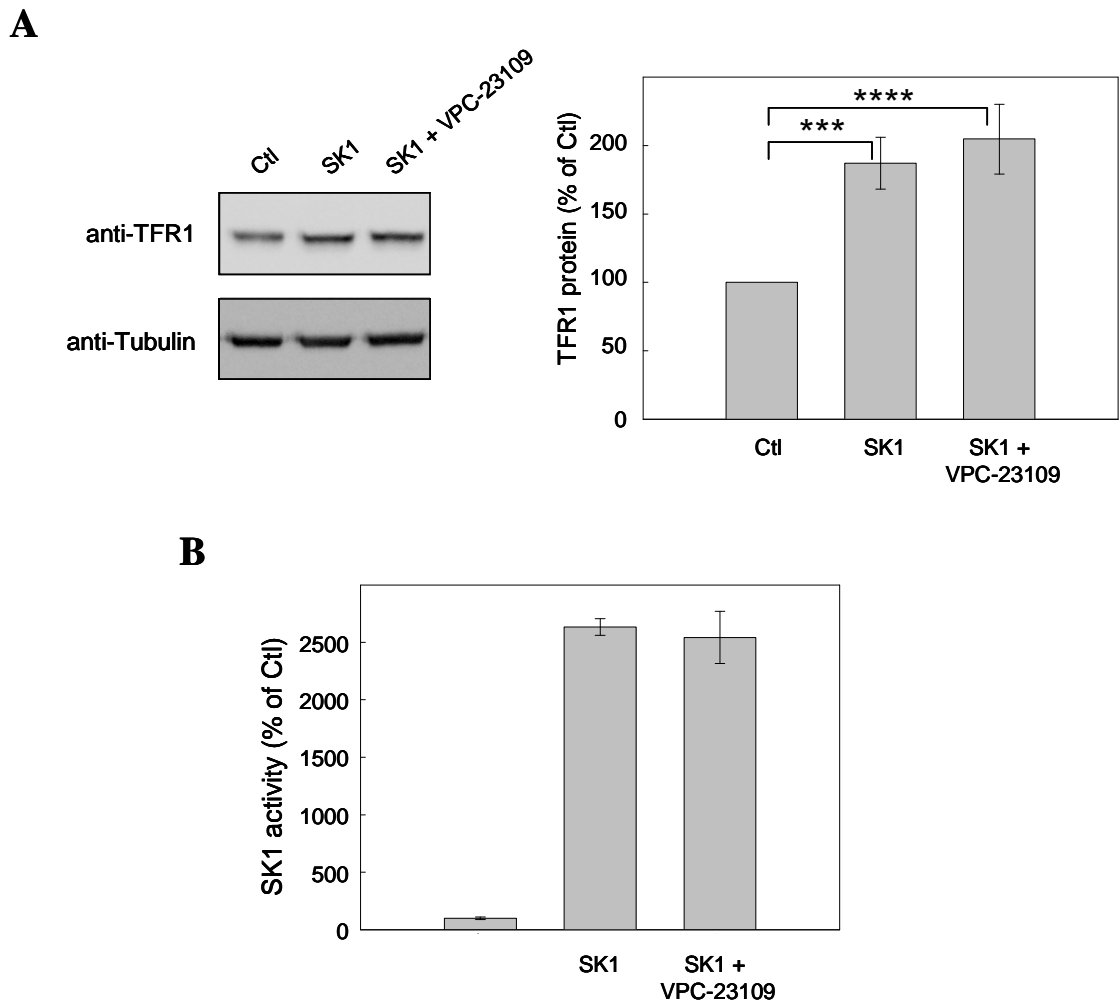 A
Ctl
SK1
SK1 + VPC-23109
anti-TFR1
anti-Tubulin
TFR1 protein (% of Ctl)
200
150
100
50
0
****
***
Ctl
SK1
SK1 +
VPC-23109
B
SK1 activity (% of Ctl)
2500
2000
1500
1000
500
0
SK1
SK1 +
VPC-23109